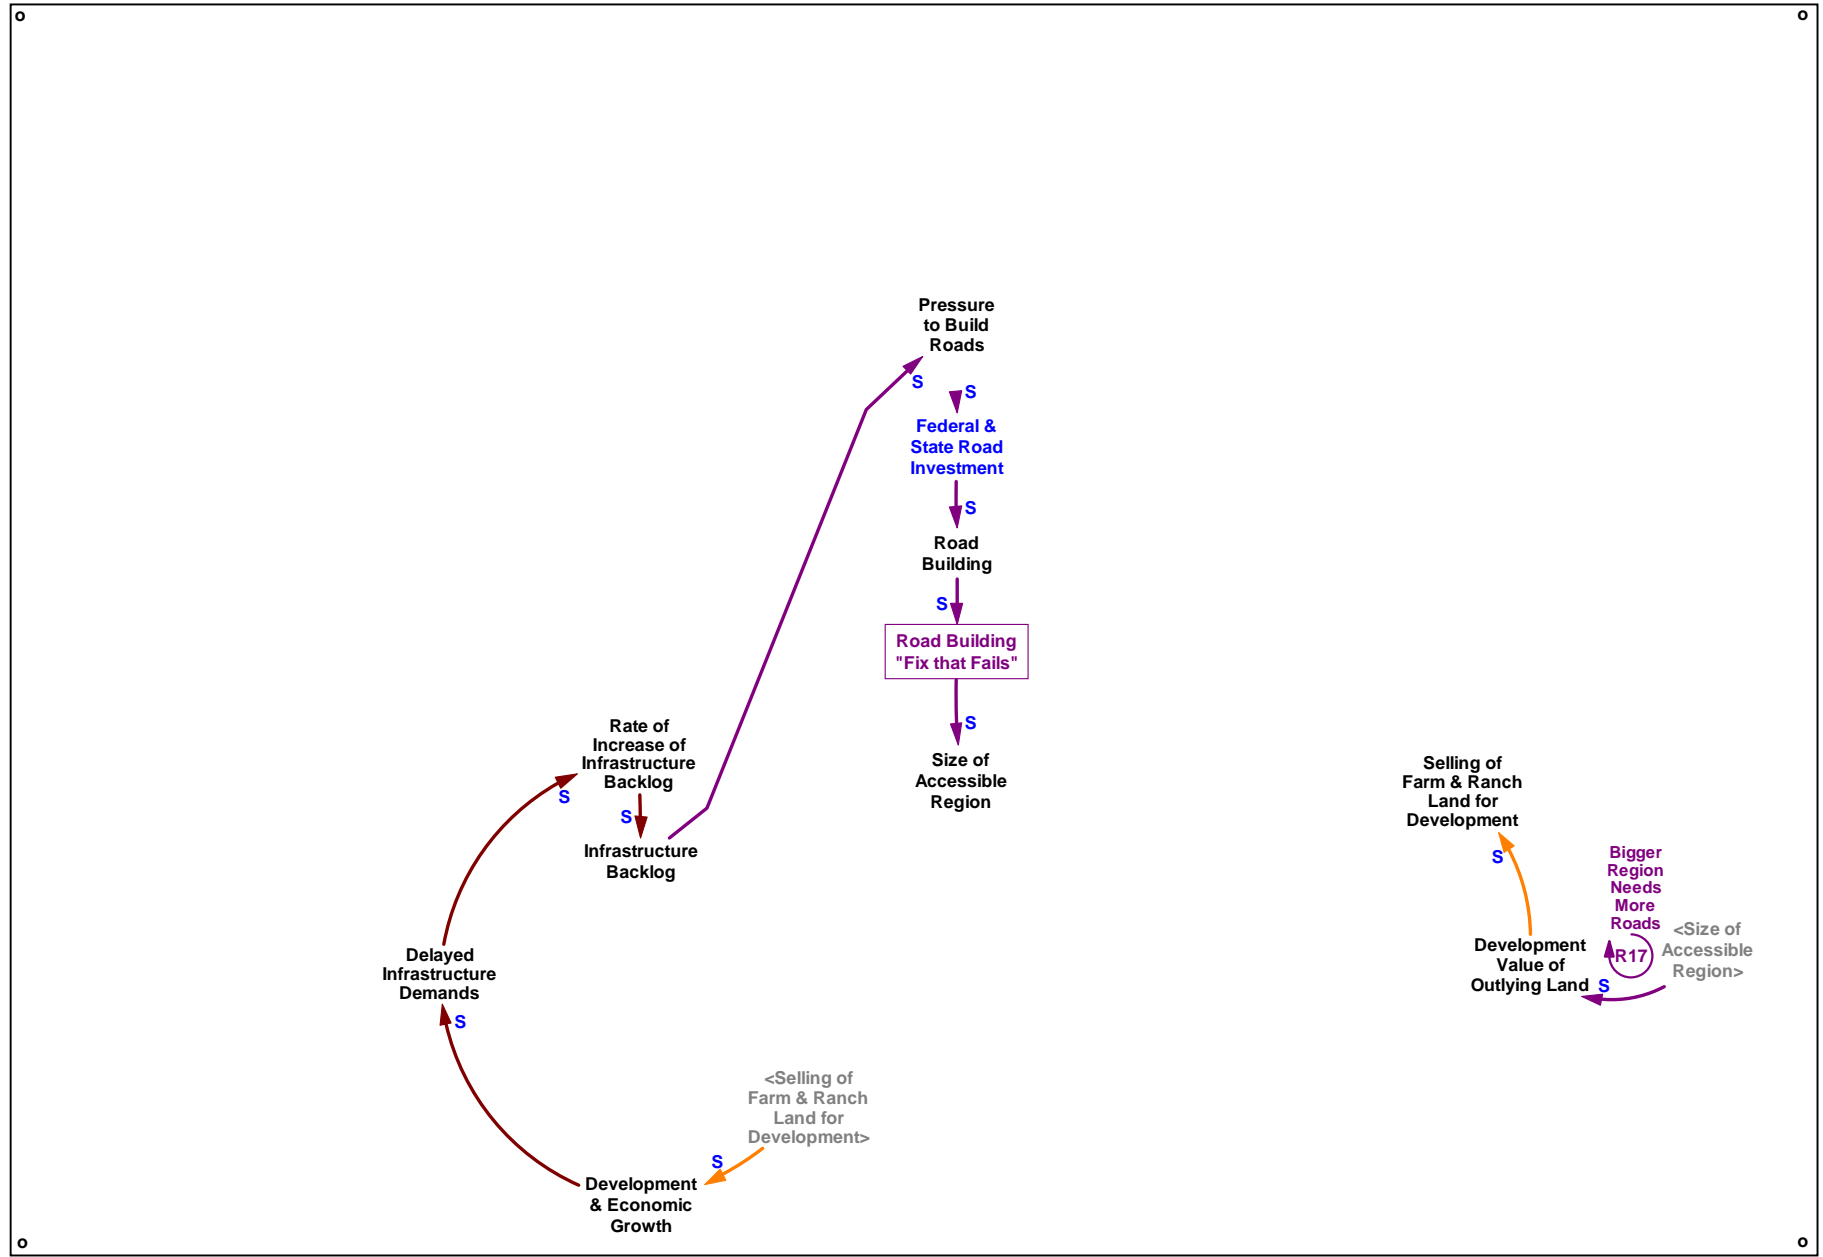 o
o
Pressure
to Build
Roads
S
S
Federal &
State Road
Investment
S
Road
Building
S
Road Building
"Fix that Fails"
S
Size of
Accessible
Region
Rate of
Increase of
Infrastructure
Backlog
S
S
Infrastructure
Backlog
Delayed
Infrastructure
Demands
S
<Selling of
Farm & Ranch
Land for
Development>
S
Development
& Economic
Growth
Selling of
Farm & Ranch
Land for
Development
S
Bigger
Region
Needs
More
Roads
R17
<Size of
Accessible
Region>
Development
Value of
Outlying Land
S
o
o